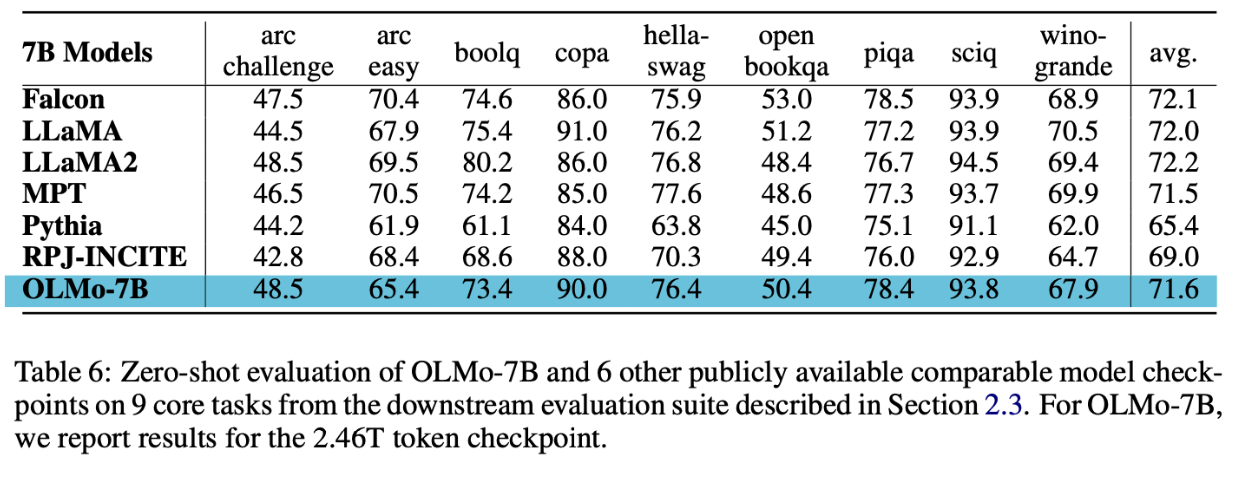 7B Models arc challenge arc easy boolq copa hella- swag open bookqa piqa sciq wino- grande avg.
Falcon 47.5 70.4 74.6 86.0 75.9 53.0 78.5 93.9 68.9 72.1
LLaMA 44.5 67.9 75.4 91.0 76.2 51.2 77.2 93.9 70.5 72.0
LLaMA2 48.5 69.5 80.2 86.0 76.8 48.4 76.7 94.5 69.4 72.2
MPT 46.5 70.5 74.2 85.0 77.6 48.6 77.3 93.7 69.9 71.5
Pythia 44.2 61.9 61.1 84.0 63.8 45.0 75.1 91.1 62.0 65.4
RPJ-INCITE 42.8 68.4 68.6 88.0 70.3 49.4 76.0 92.9 64.7 69.0
OLMo-7B 48.5 65.4 73.4 90.0 76.4 50.4 78.4 93.8 67.9 71.6
Table 6: Zero-shot evaluation of OLMo-7B and 6 other publicly available comparable model check-
points on 9 core tasks from the downstream evaluation suite described in Section 2.3. For OLMo-7B,
we report results for the 2.46T token checkpoint.